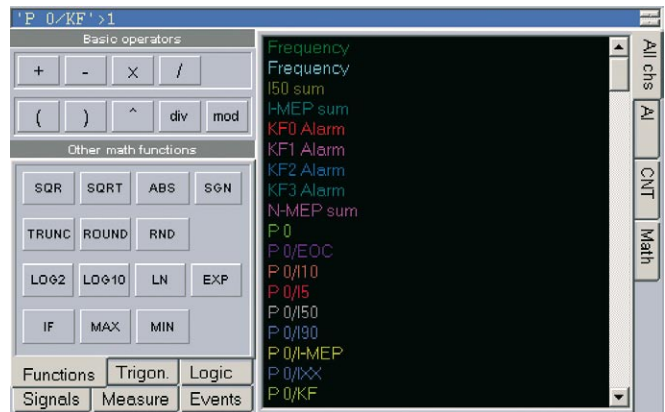 'P 0/KF'>1
Basic operators
+ - x /
( ) ^ div mod
Other math functions
SQR SQRT ABS SGN
TRUNC ROUND RND
LOG2 LOG10 LN EXP
IF MAX MIN
Functions Trigon. Logic
Signals Measure Events
Frequency
Frequency
I50 sum
I-MEP sum
KF0 Alarm
KF1 Alarm
KF2 Alarm
KF3 Alarm
N-MEP sum
P 0
P 0/EOC
P 0/I10
P 0/I5
P 0/I50
P 0/I90
P 0/I-MEP
P 0/IXX
P 0/KF
All chs
AI
CNT
Math